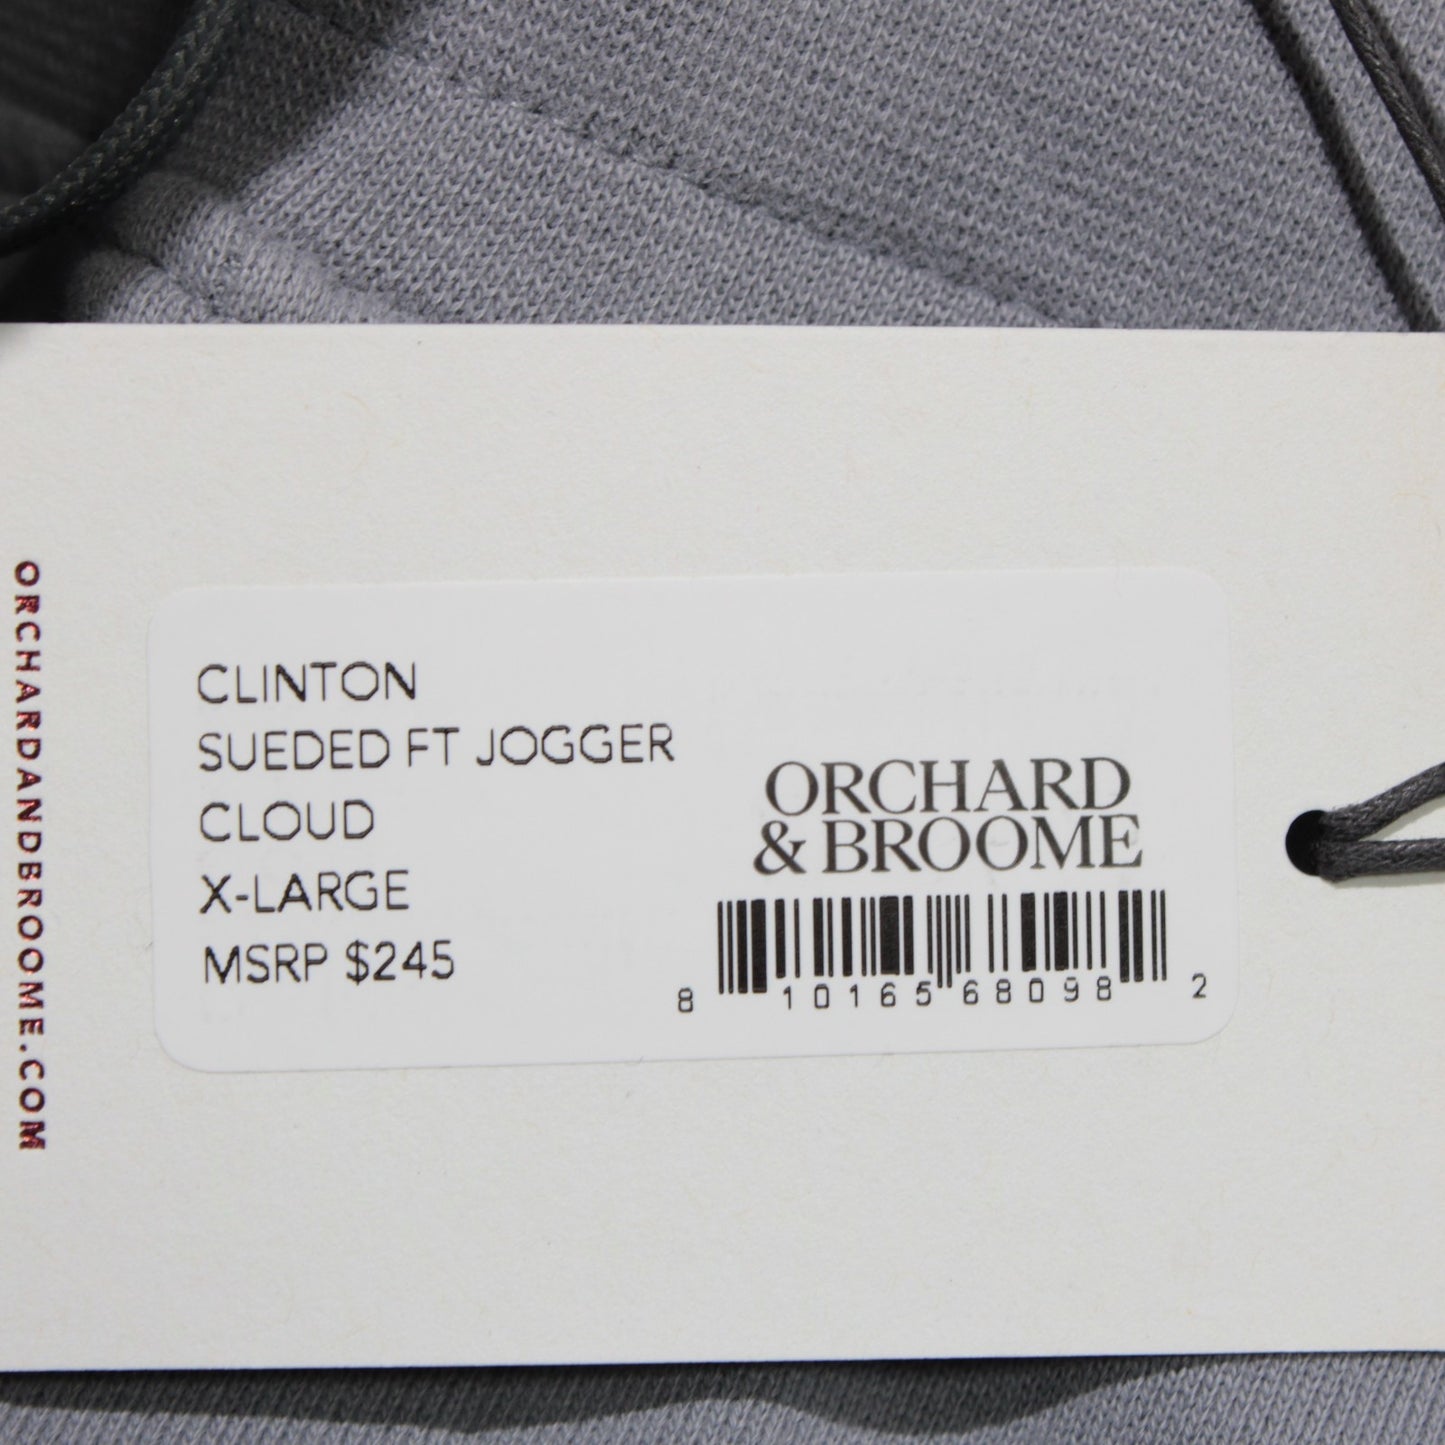 ORCHARDANDBROOME.COM
CLINTON
SUEDED FT JOGGER
CLOUD
X-LARGE
MSRP $245
ORCHARD
& BROOME
8 10165 68098 2